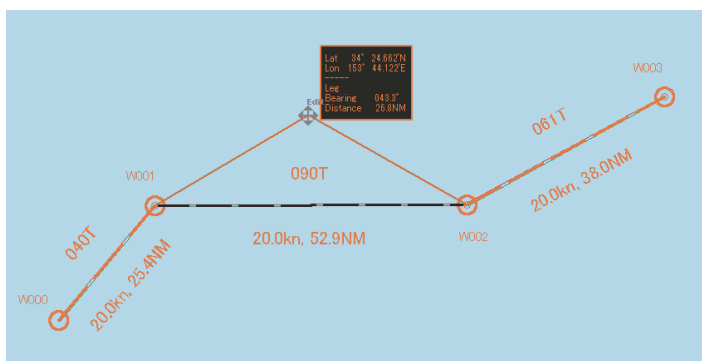 Lat 34° 24.662'N
Lon 153° 44.122'E
-----
Leg
Bearing 043.3°
Distance 26.8NM
Edit
W003
061T
20.0kn, 38.0NM
W001
090T
20.0kn, 52.9NM
W002
040T
20.0kn, 25.4NM
W000